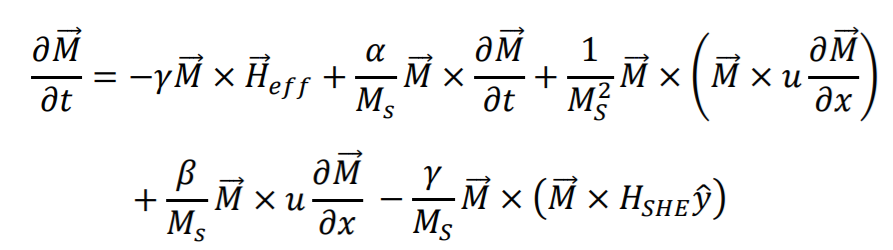 ∂M⃗/∂t = −γM⃗ × H⃗_eff + α/M_s M⃗ × ∂M⃗/∂t + 1/M_S² M⃗ × (M⃗ × u ∂M⃗/∂x)
+ β/M_s M⃗ × u ∂M⃗/∂x − γ/M_S M⃗ × (M⃗ × H_SHE ŷ)